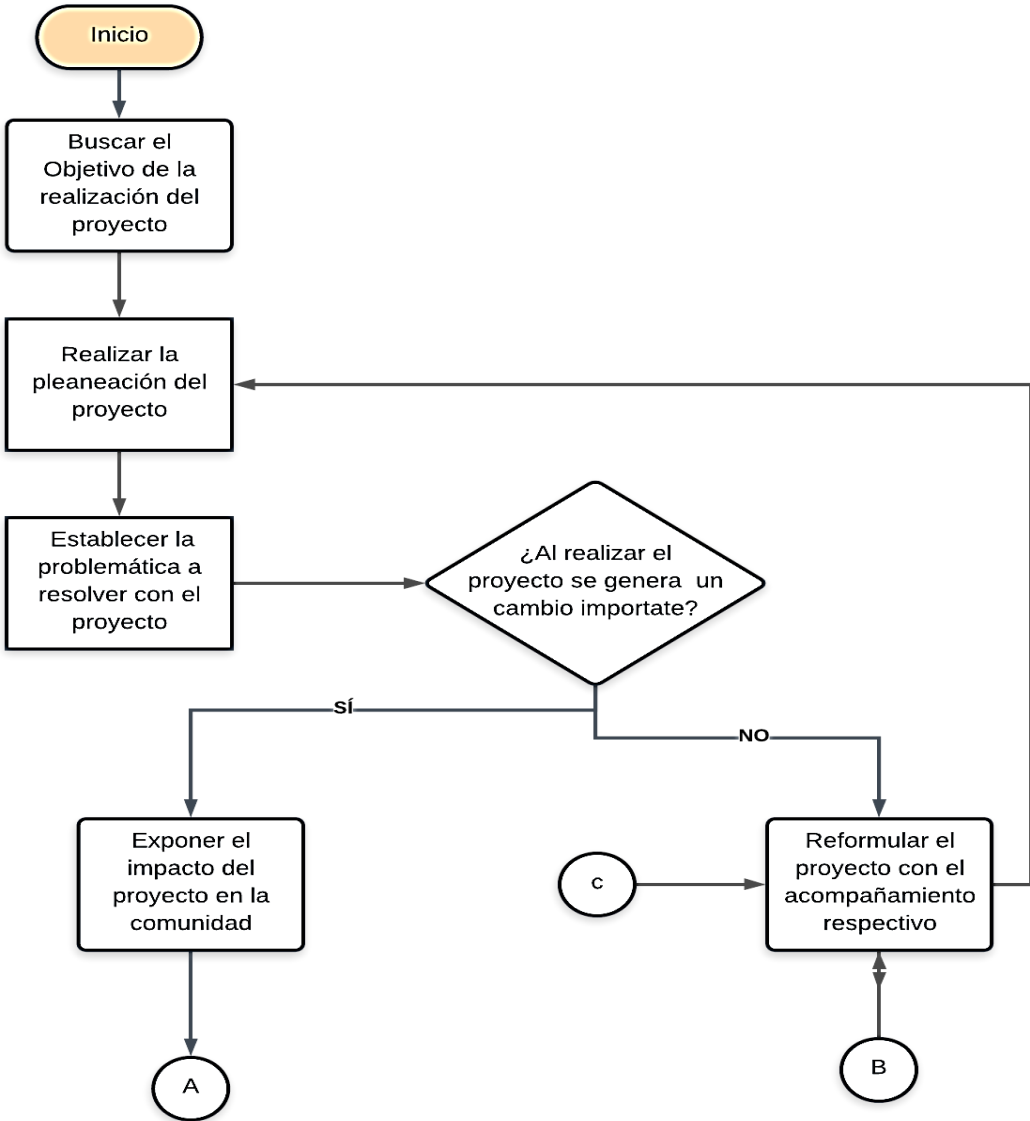 Inicio
Buscar el
Objetivo de la
realización del
proyecto
Realizar la
pleaneación del
proyecto
Establecer la
problemática a
resolver con el
proyecto
¿Al realizar el
proyecto se genera un
cambio importate?
SÍ
NO
Exponer el
impacto del
proyecto en la
comunidad
c
Reformular el
proyecto con el
acompañamiento
respectivo
A
B